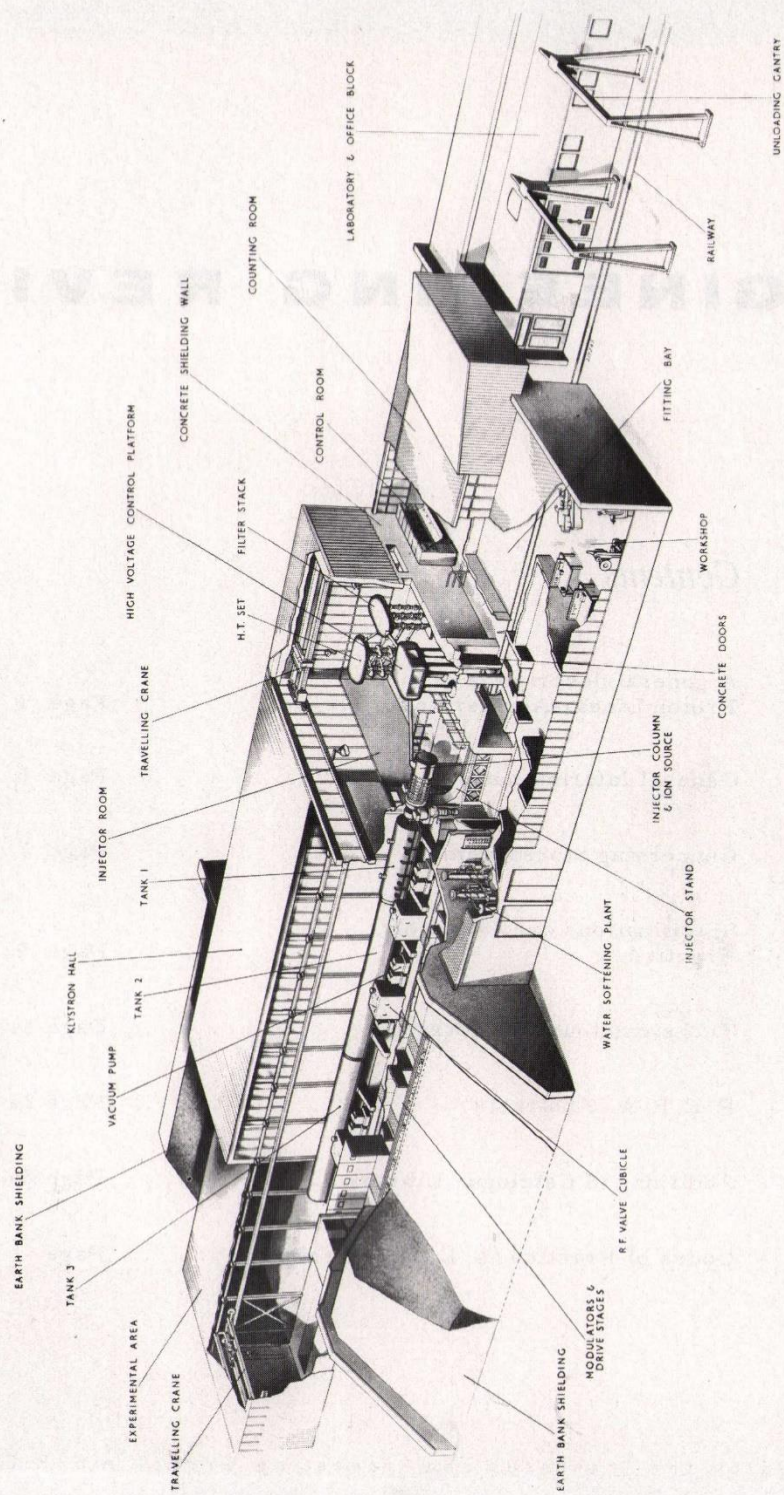 EARTH BANK SHIELDING
KLYSTRON HALL
INJECTOR ROOM
TRAVELLING CRANE
HIGH VOLTAGE CONTROL PLATFORM
CONCRETE SHIELDING WALL
COUNTING ROOM
LABORATORY & OFFICE BLOCK
TANK 3
VACUUM PUMP
TANK 2
TANK 1
H.T. SET
FILTER STACK
CONTROL ROOM
EXPERIMENTAL AREA
TRAVELLING CRANE
EARTH BANK SHIELDING
MODULATORS &
DRIVE STAGES
R.F. VALVE CUBICLE
WATER SOFTENING PLANT
INJECTOR STAND
INJECTOR COLUMN
& ION SOURCE
CONCRETE DOORS
WORKSHOP
FITTING BAY
RAILWAY
UNLOADING GANTRY